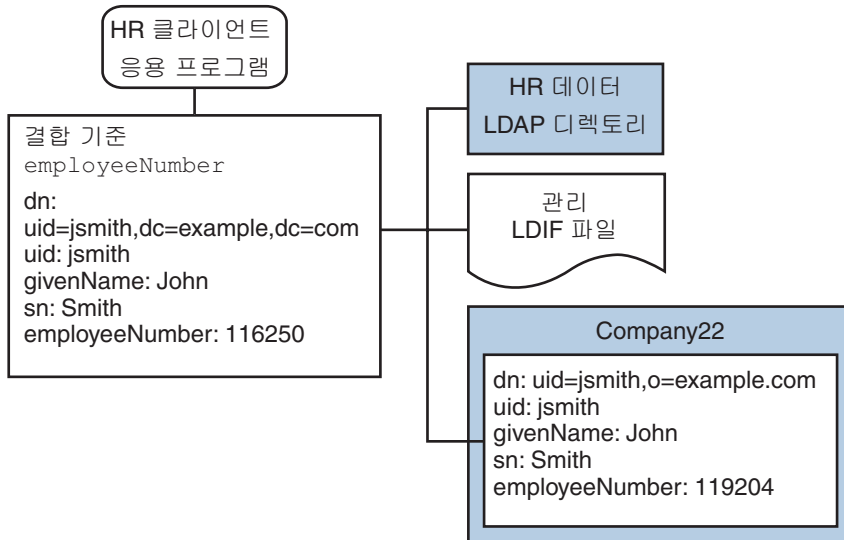 HR 클라이언트
응용 프로그램
결합 기준
employeeNumber
dn:
uid=jsmith,dc=example,dc=com
uid: jsmith
givenName: John
sn: Smith
employeeNumber: 116250
HR 데이터
LDAP 디렉토리
관리
LDIF 파일
Company22
dn: uid=jsmith,o=example.com
uid: jsmith
givenName: John
sn: Smith
employeeNumber: 119204